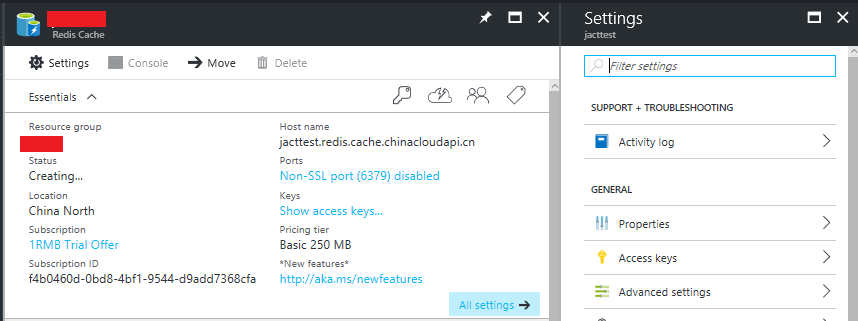 Redis Cache
Settings
Console
Move
Delete
Essentials
Resource group
Status
Creating...
Location
China North
Subscription
1RMB Trial Offer
Subscription ID
f4b0460d-0bd8-4bf1-9544-d9add7368cfa
Host name
jacttest.redis.cache.chinacloudapi.cn
Ports
Non-SSL port (6379) disabled
Keys
Show access keys...
Pricing tier
Basic 250 MB
*New features*
http://aka.ms/newfeatures
All settings
Settings
jacttest
Filter settings
SUPPORT + TROUBLESHOOTING
Activity log
GENERAL
Properties
Access keys
Advanced settings